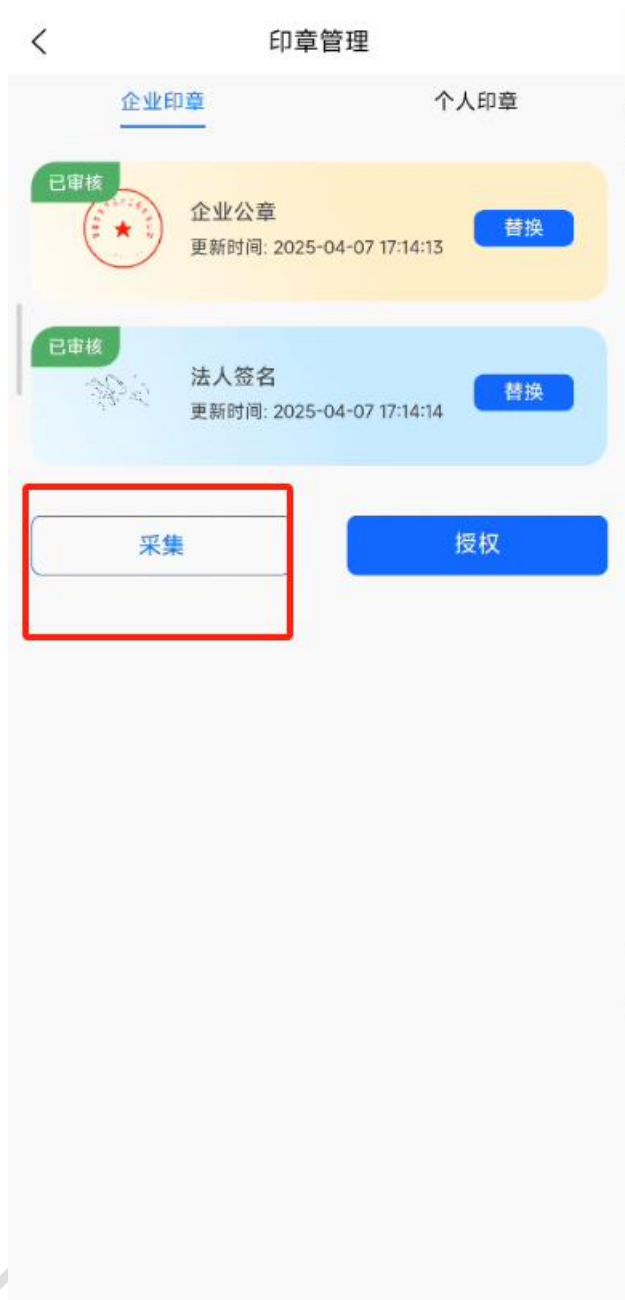 印章管理
企业印章 个人印章
已审核
企业公章
更新时间: 2025-04-07 17:14:13
替换
已审核
法人签名
更新时间: 2025-04-07 17:14:14
替换
采集 授权